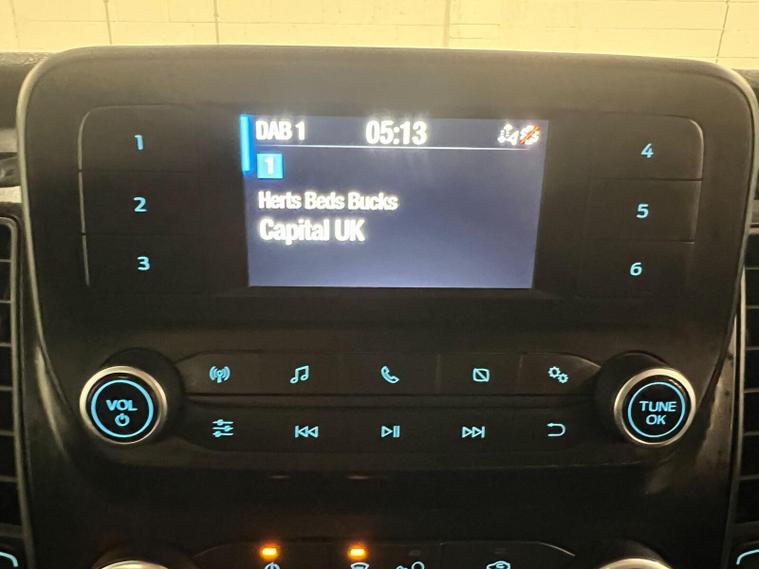 DAB 1 05:13
1
Herts Beds Bucks
Capital UK
1
2
3
4
5
6
VOL
TUNE
OK